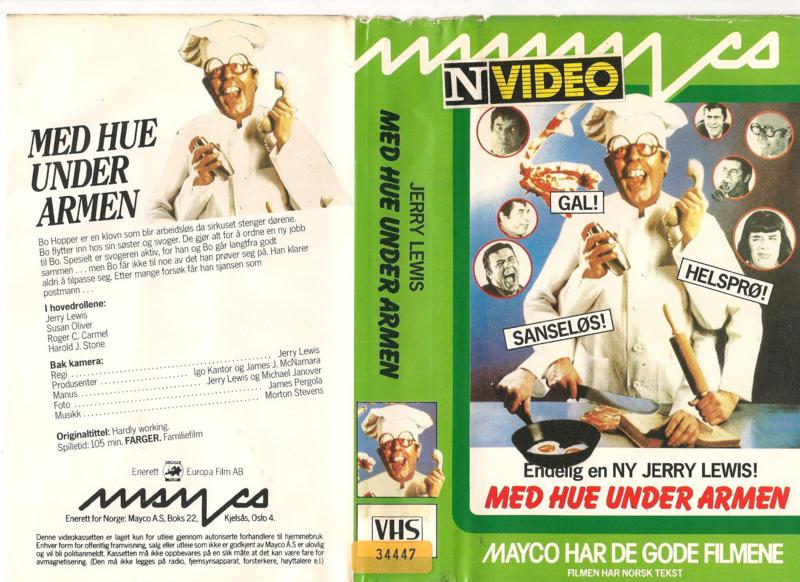 MED HUE
UNDER
ARMEN
Bo Hopper er en klovn som blir arbeidsløs da sirkuset stenger dørene.
Bo flytter inn hos sin søster og svoger. De gjør alt for å ordne en ny jobb
til Bo. Spesielt er svogeren aktiv, for han og Bo går langtfra godt
sammen . . . men Bo får ikke til noe av det han prøver seg på. Han klarer
aldri å tilpasse seg. Etter mange forsøk får han sjansen som
postmann . . .
I hovedrollene:
Jerry Lewis
Susan Oliver
Roger C. Carmel
Harold J. Stone
Bak kamera:
Regi ........ Jerry Lewis
Produsenter ........ Igo Kantor og James J. McNamara
Manus ........ Jerry Lewis og Michael Janover
Foto ........ James Pergola
Musikk ........ Morton Stevens
Originaltittel: Hardly working.
Spilletid: 105 min. FARGER. Familiefilm
Enerett Europa Film AB
mayco
Enerett for Norge: Mayco A.S, Boks 22, Kjelsås, Oslo 4.
Denne videokassetten er laget kun for utleie gjennom autoriserte forhandlere til hjemmebruk.
Enhver form for offentlig framvisning, salg eller utleie som ikke er godkjent av Mayco A.S er ulovlig
og vil bli politianmeldt. Kassetten må ikke oppbevares på en slik måte at det kan være fare for
avmagnetisering. (Den må ikke legges på radio, fjernsynsapparat, forsterkere, høyttalere e.l.)
JERRY LEWIS
MED HUE UNDER ARMEN
VHS
34447
mayco
N VIDEO
GAL!
HELSPRØ!
SANSELØS!
Endelig en NY JERRY LEWIS!
MED HUE UNDER ARMEN
MAYCO HAR DE GODE FILMENE
FILMEN HAR NORSK TEKST